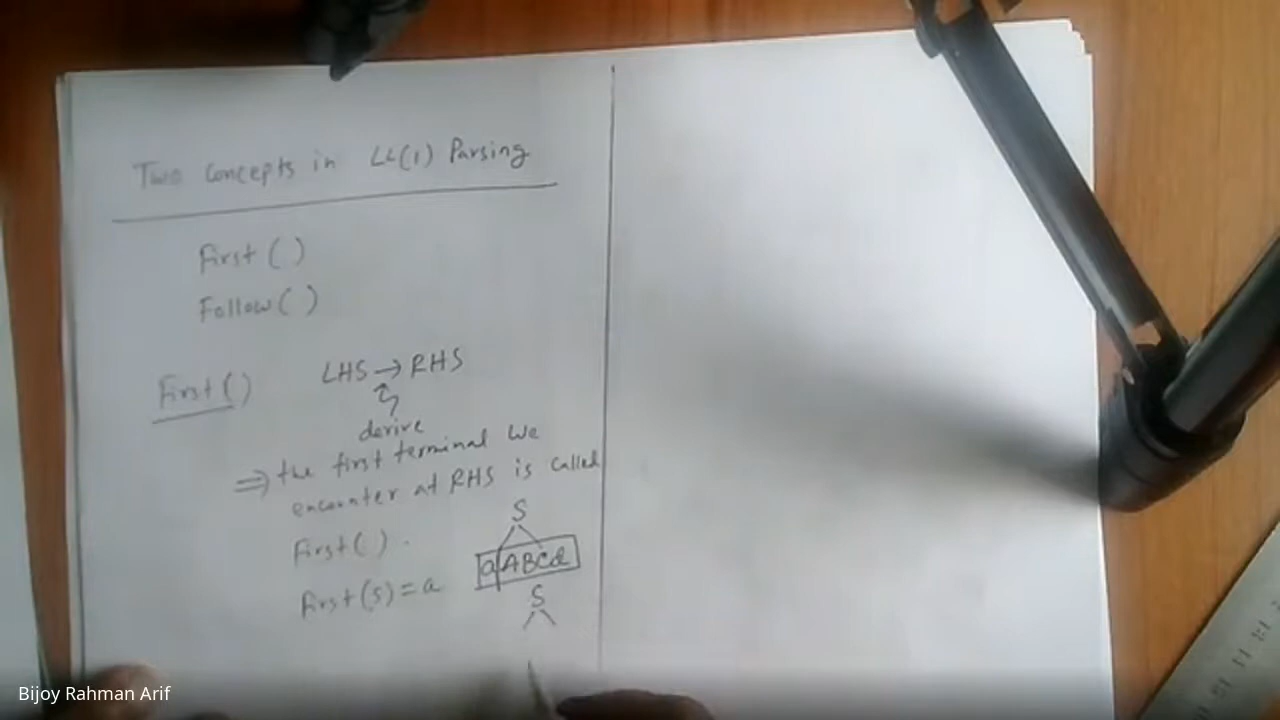 Two Concepts in LL(1) Parsing
First ( )
Follow ( )
First ( )
LHS → RHS
derive
⇒ the first terminal we
encounter at RHS is called
First ( ) .
First (S) = a
S
aABCd
S
Bijoy Rahman Arif